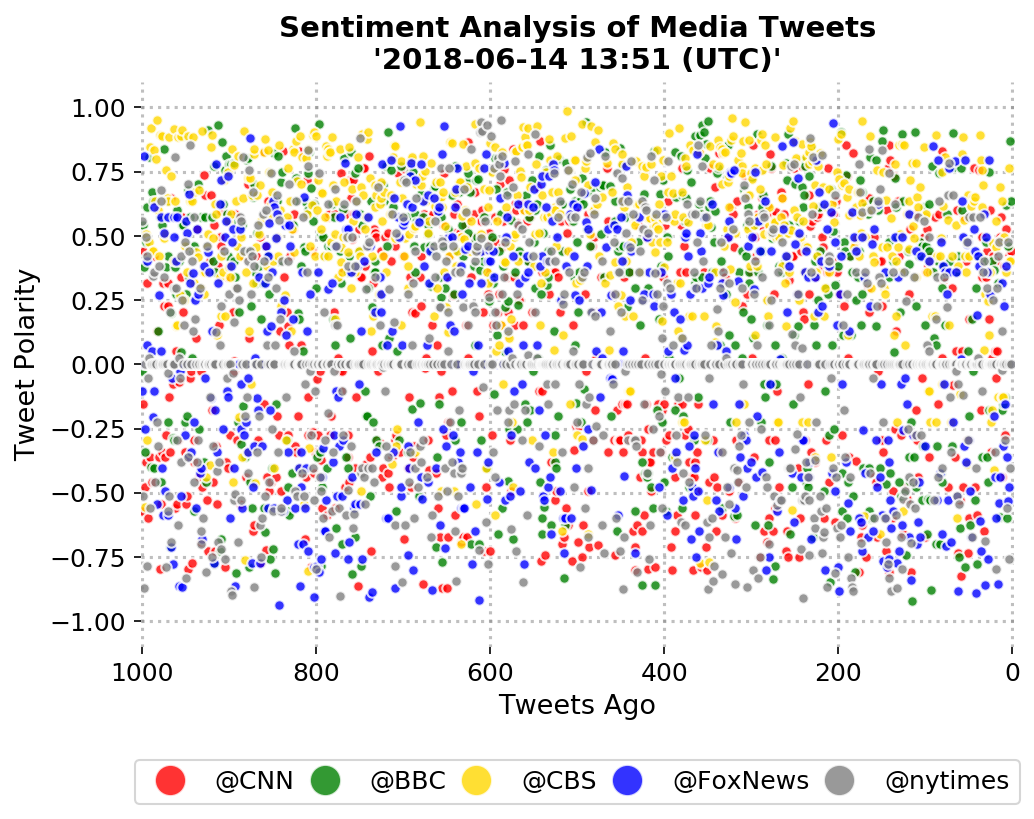 Sentiment Analysis of Media Tweets
'2018-06-14 13:51 (UTC)'
1.00
0.75
0.50
0.25
0.00
−0.25
−0.50
−0.75
−1.00
Tweet Polarity
1000 800 600 400 200 0
Tweets Ago
@CNN @BBC @CBS @FoxNews @nytimes